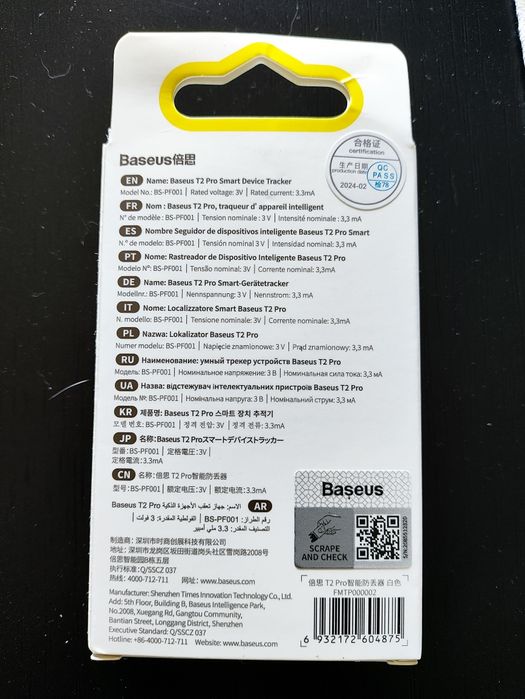 Baseus倍思
合格证
certification
生产日期
production date
QC
PASS
检76
2024-02
EN Name: Baseus T2 Pro Smart Device Tracker
Model No.: BS-PF001 | Rated voltage: 3V | Rated current: 3.3mA
FR Nom : Baseus T2 Pro, traqueur d' appareil intelligent
N° de modèle : BS-PF001 | Tension nominale : 3 V | Intensité nominale : 3,3 mA
ES Nombre Seguidor de dispositivos inteligente Baseus T2 Pro Smart
N.º de modelo: BS-PF001 | Tensión nominal 3 V | Intensidad nominal: 3,3 mA
PT Nome: Rastreador de Dispositivo Inteligente Baseus T2 Pro
Modelo Nº: BS-PF001 | Tensão nominal: 3V | Corrente nominal: 3,3mA
DE Name: Baseus T2 Pro Smart-Gerätetracker
Modellnr.: BS-PF001 | Nennspannung: 3 V | Nennstrom: 3,3 mA
IT Nome: Localizzatore Smart Baseus T2 Pro
N. modello: BS-PF001 | Tensione nominale: 3V | Corrente nominale: 3,3mA
PL Nazwa: Lokalizator Baseus T2 Pro
Numer modelu: BS-PF001 | Napięcie znamionowe: 3 V | Prąd znamionowy: 3,3 mA
RU Наименование: умный трекер устройств Baseus T2 Pro
Модель: BS-PF001 | Номинальное напряжение: 3 В | Номинальная сила тока: 3,3 мА
UA Назва: відстежувач інтелектуальних пристроїв Baseus T2 Pro
Модель №: BS-PF001 | Номінальна напруга: 3 В | Номінальний струм: 3,3 мА
KR 제품명: Baseus T2 Pro 스마트 장치 추적기
모델 번호: BS-PF001 | 정격 전압: 3V | 정격 전류: 3.3mA
JP 名称: Baseus T2 Proスマートデバイストラッカー
型番: BS-PF001 | 定格電圧: 3V |
定格電流: 3.3mA
CN 名称: 倍思 T2 Pro智能防丢器
型号: BS-PF001 | 额定电压: 3V | 额定电流: 3.3mA
AR الاسم: جهاز تعقب الأجهزة الذكية Baseus T2 Pro
رقم الطراز: BS-PF001 | الفولطية المقدرة: 3 فولت |
التصنيف المقدر: 3.3 ملي أمبير
Baseus
SCRAPE
AND CHECK
制造商: 深圳市时商创展科技有限公司
地址: 深圳市龙岗区坂田街道岗头社区雪岗路2008号
倍思智能园B栋五层
执行标准: Q/SSCZ 037
热线: 4000-712-711 网址: www.baseus.com
Manufacturer: Shenzhen Times Innovation Technology Co., Ltd.
Add: 5th Floor, Building B, Baseus Intelligence Park,
No.2008, Xuegang Rd, Gangtou Community,
Bantian Street, Longgang District, Shenzhen
Executive Standard: Q/SSCZ 037
Hotline: +86-4000-712-711 Website: www.baseus.com
倍思 T2 Pro智能防丢器 白色
FMTP000002
6 932172 604875